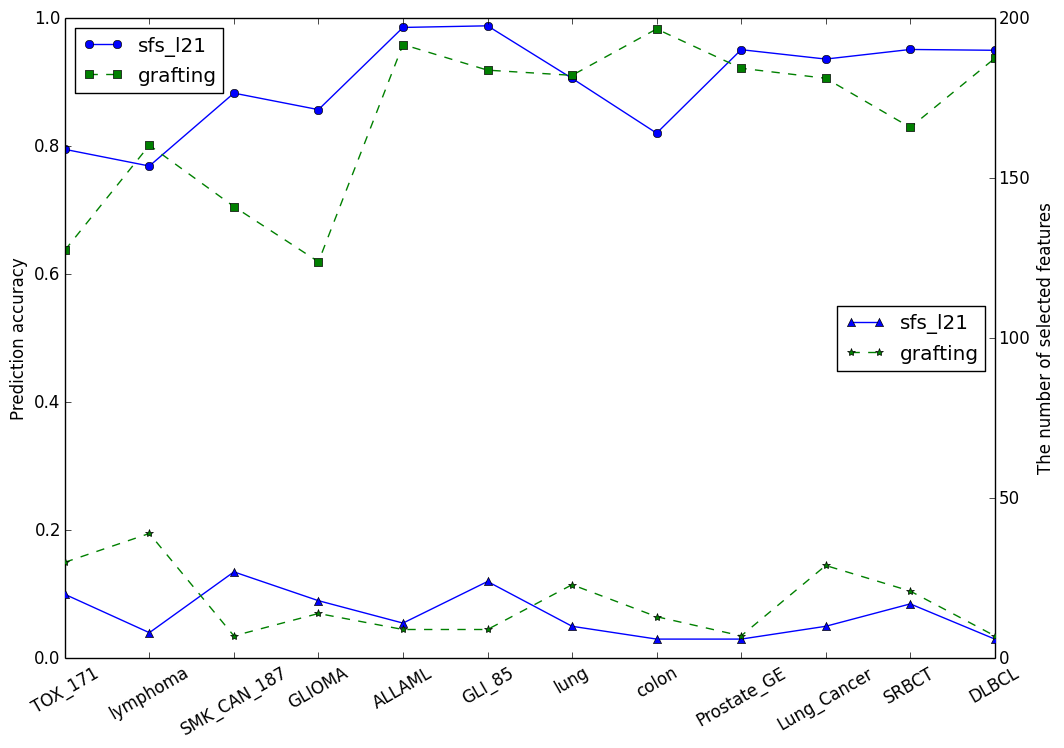 1.0
0.8
0.6
0.4
0.2
0.0
Prediction accuracy
sfs_l21
grafting
200
150
100
50
0
The number of selected features
sfs_l21
grafting
TOX_171
lymphoma
SMK_CAN_187
GLIOMA
ALLAML
GLI_85
lung
colon
Prostate_GE
Lung_Cancer
SRBCT
DLBCL